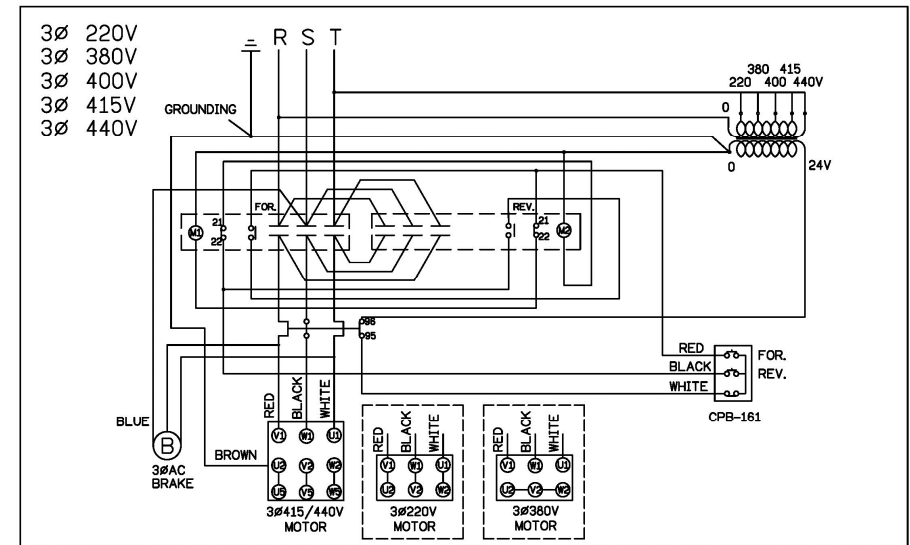 3Ø 220V
3Ø 380V
3Ø 400V
3Ø 415V
3Ø 440V
R S T
GROUNDING
380 415
220 400 440V
0
0
24V
FOR.
REV.
M1
21
22
21
22
M2
96
95
RED
BLACK
WHITE
FOR.
REV.
CPB-161
BLUE
B
3ØAC
BRAKE
BROWN
RED
BLACK
WHITE
V1 W1 U1
U2 V2 W2
U5 V5 W5
3Ø415/440V
MOTOR
RED
BLACK
WHITE
V1 W1 U1
U2 V2 W2
3Ø220V
MOTOR
RED
BLACK
WHITE
V1 W1 U1
U2 V2 W2
3Ø380V
MOTOR